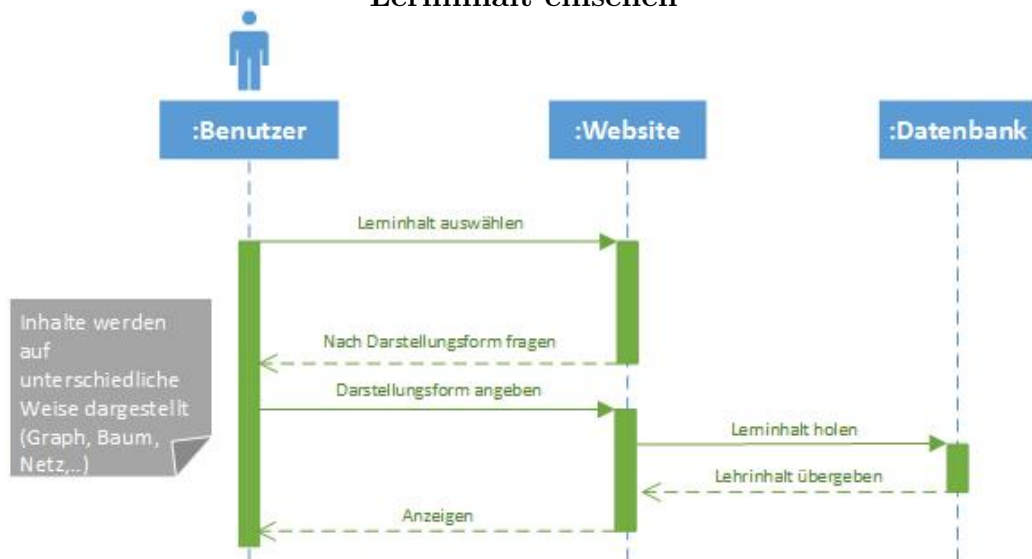 Lerninhalt einsehen
:Benutzer
:Website
:Datenbank
Lerninhalt auswählen
Inhalte werden
auf
unterschiedliche
Weise dargestellt
(Graph, Baum,
Netz,..)
Nach Darstellungsform fragen
Darstellungsform angeben
Lerninhalt holen
Lehrinhalt übergeben
Anzeigen